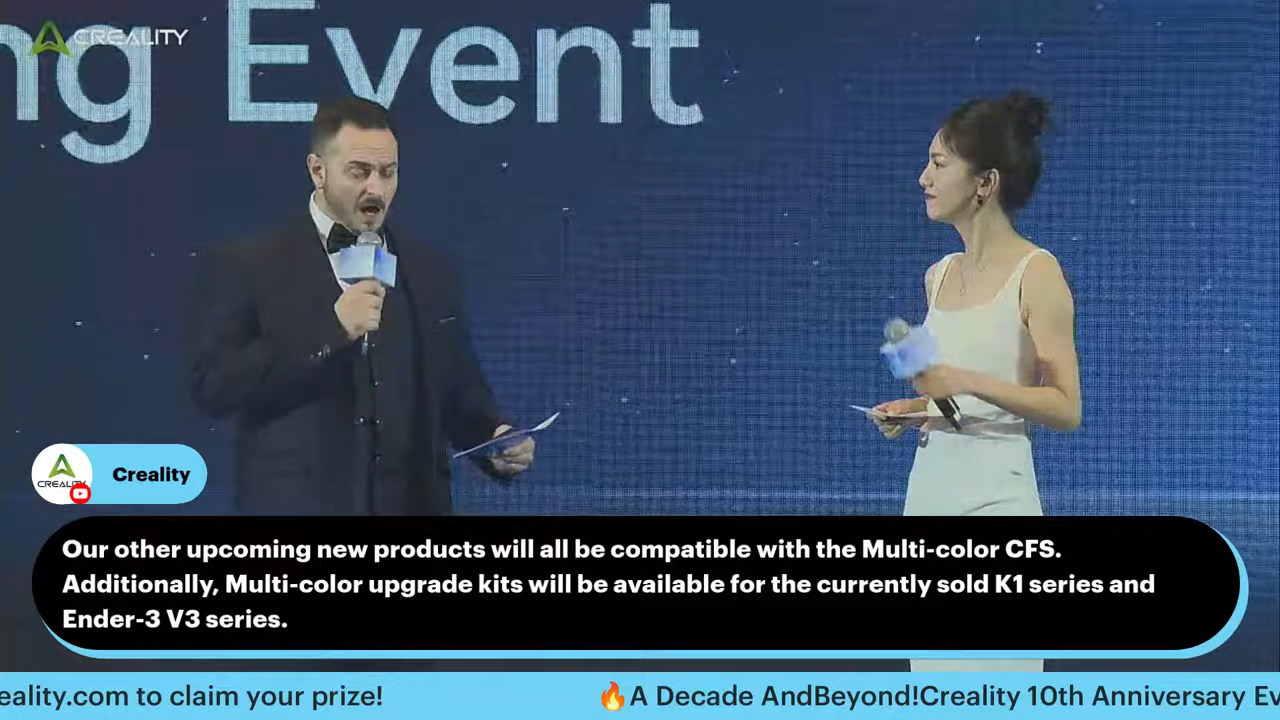 CREALITY
ng Event
CREALITY
Creality
Our other upcoming new products will all be compatible with the Multi-color CFS.
Additionally, Multi-color upgrade kits will be available for the currently sold K1 series and
Ender-3 V3 series.
eality.com to claim your prize!
🔥A Decade AndBeyond!Creality 10th Anniversary Ev